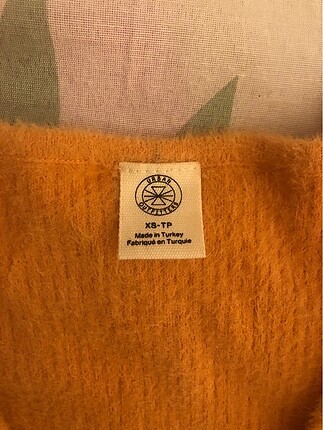 URBAN
OUTFITTERS
XS-TP
Made in Turkey
Fabriqué en Turquie